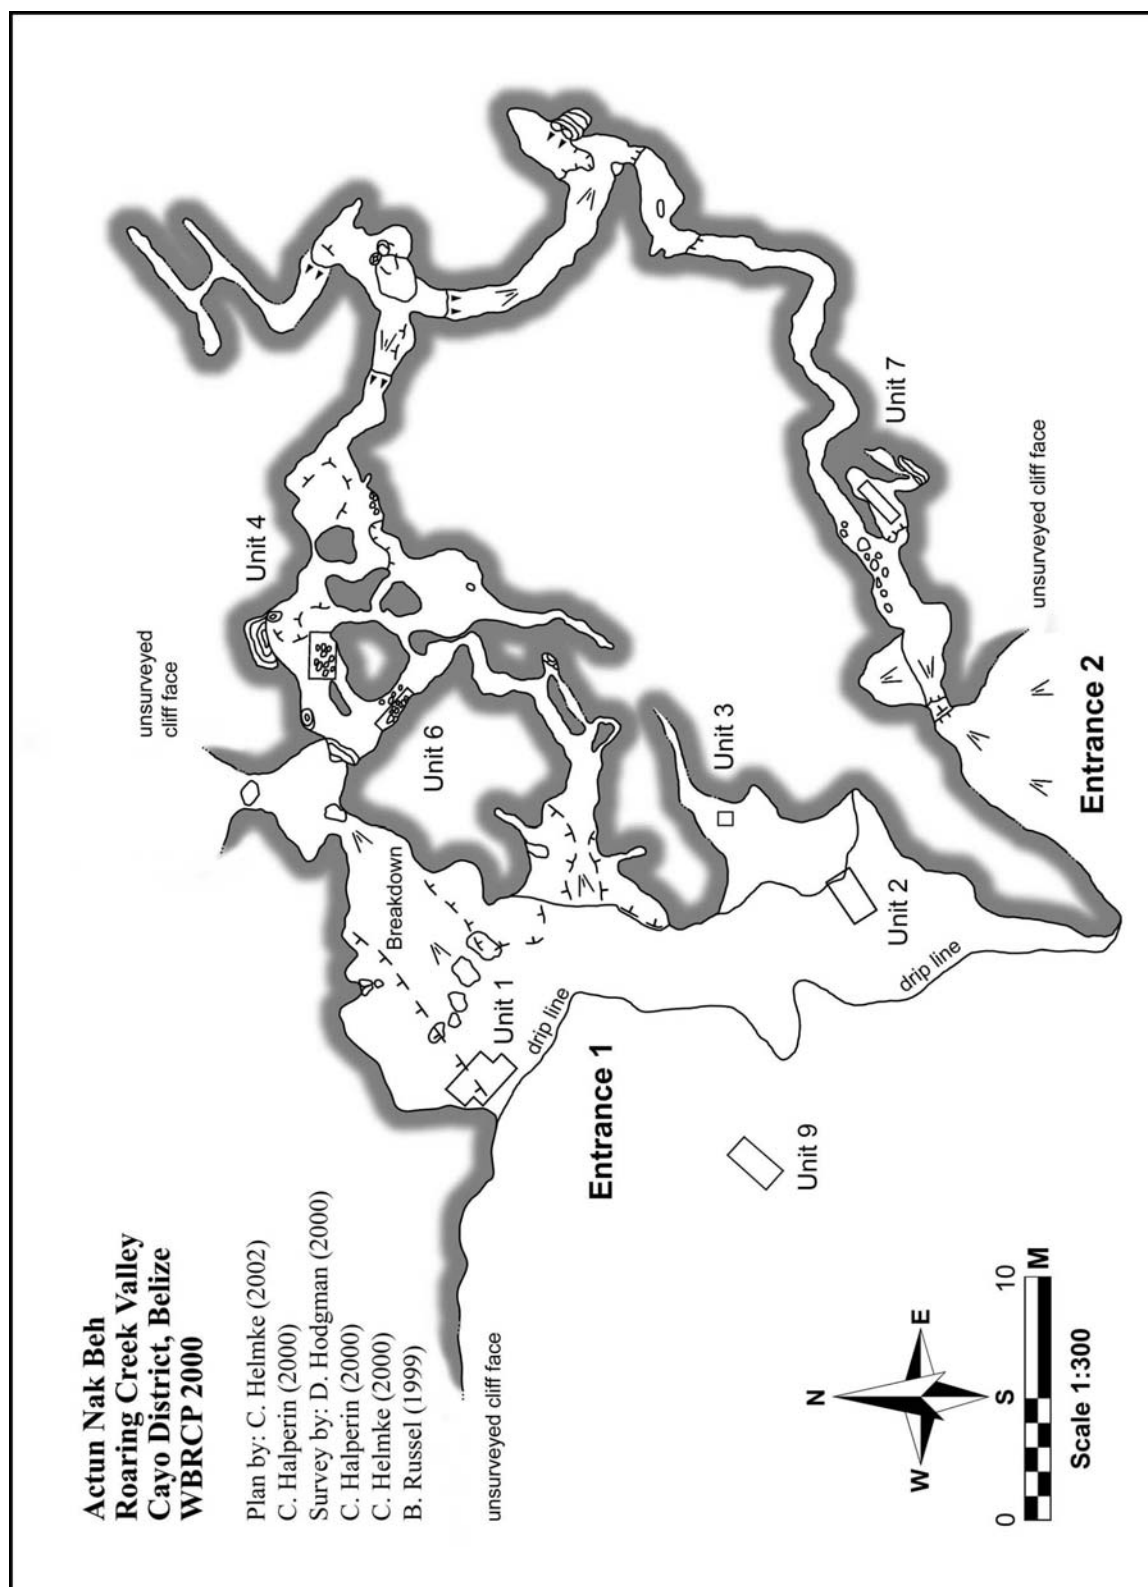 Actun Nak Beh
Roaring Creek Valley
Cayo District, Belize
WBRCP 2000
Plan by: C. Helmke (2002)
C. Halperin (2000)
Survey by: D. Hodgman (2000)
C. Halperin (2000)
C. Helmke (2000)
B. Russel (1999)
unsurveyed cliff face
unsurveyed
cliff face
Unit 4
Unit 6
Breakdown
Unit 1
drip line
Entrance 1
Unit 9
Unit 3
Unit 2
drip line
Unit 7
unsurveyed cliff face
Entrance 2
N
W
E
S
0
10
M
Scale 1:300